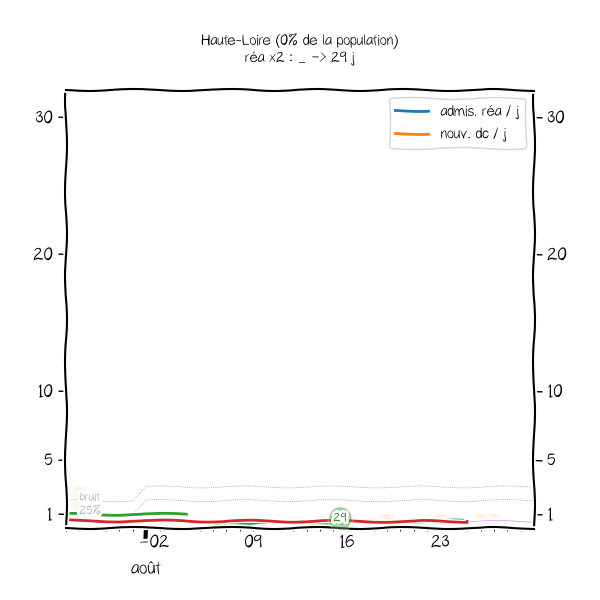 Haute-Loire (0% de la population)
réa x2 : _ -> 29 j
admis. réa / j
nouv. dc / j
30
30
20
20
10
10
5
5
bruit
25%
1
29
1
02
09
16
23
août